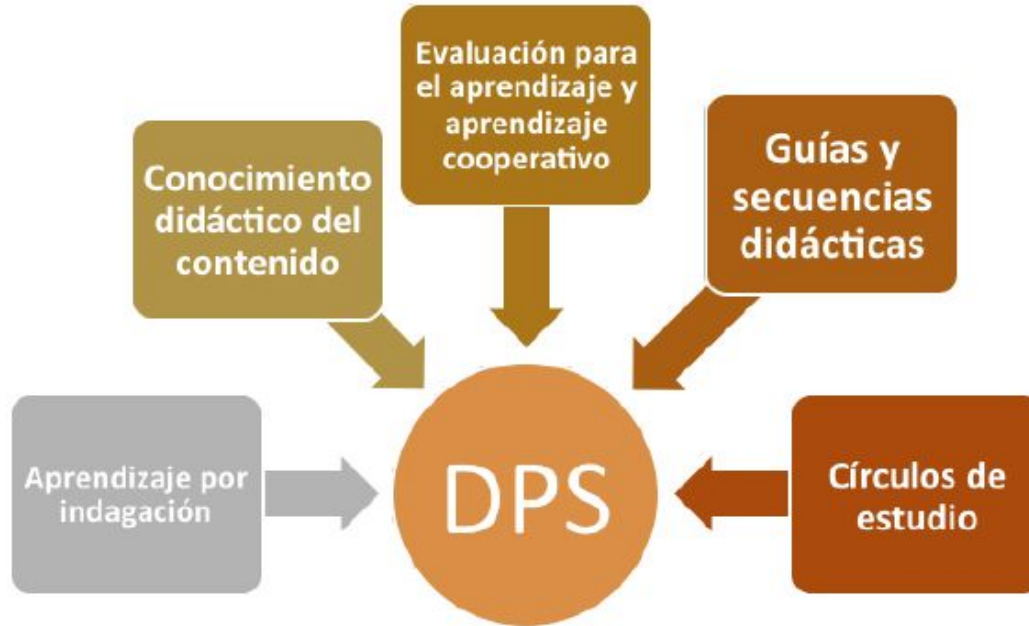 Evaluación para
el aprendizaje y
aprendizaje
cooperativo
Conocimiento
didáctico del
contenido
Guías y
secuencias
didácticas
Aprendizaje por
indagación
DPS
Círculos de
estudio